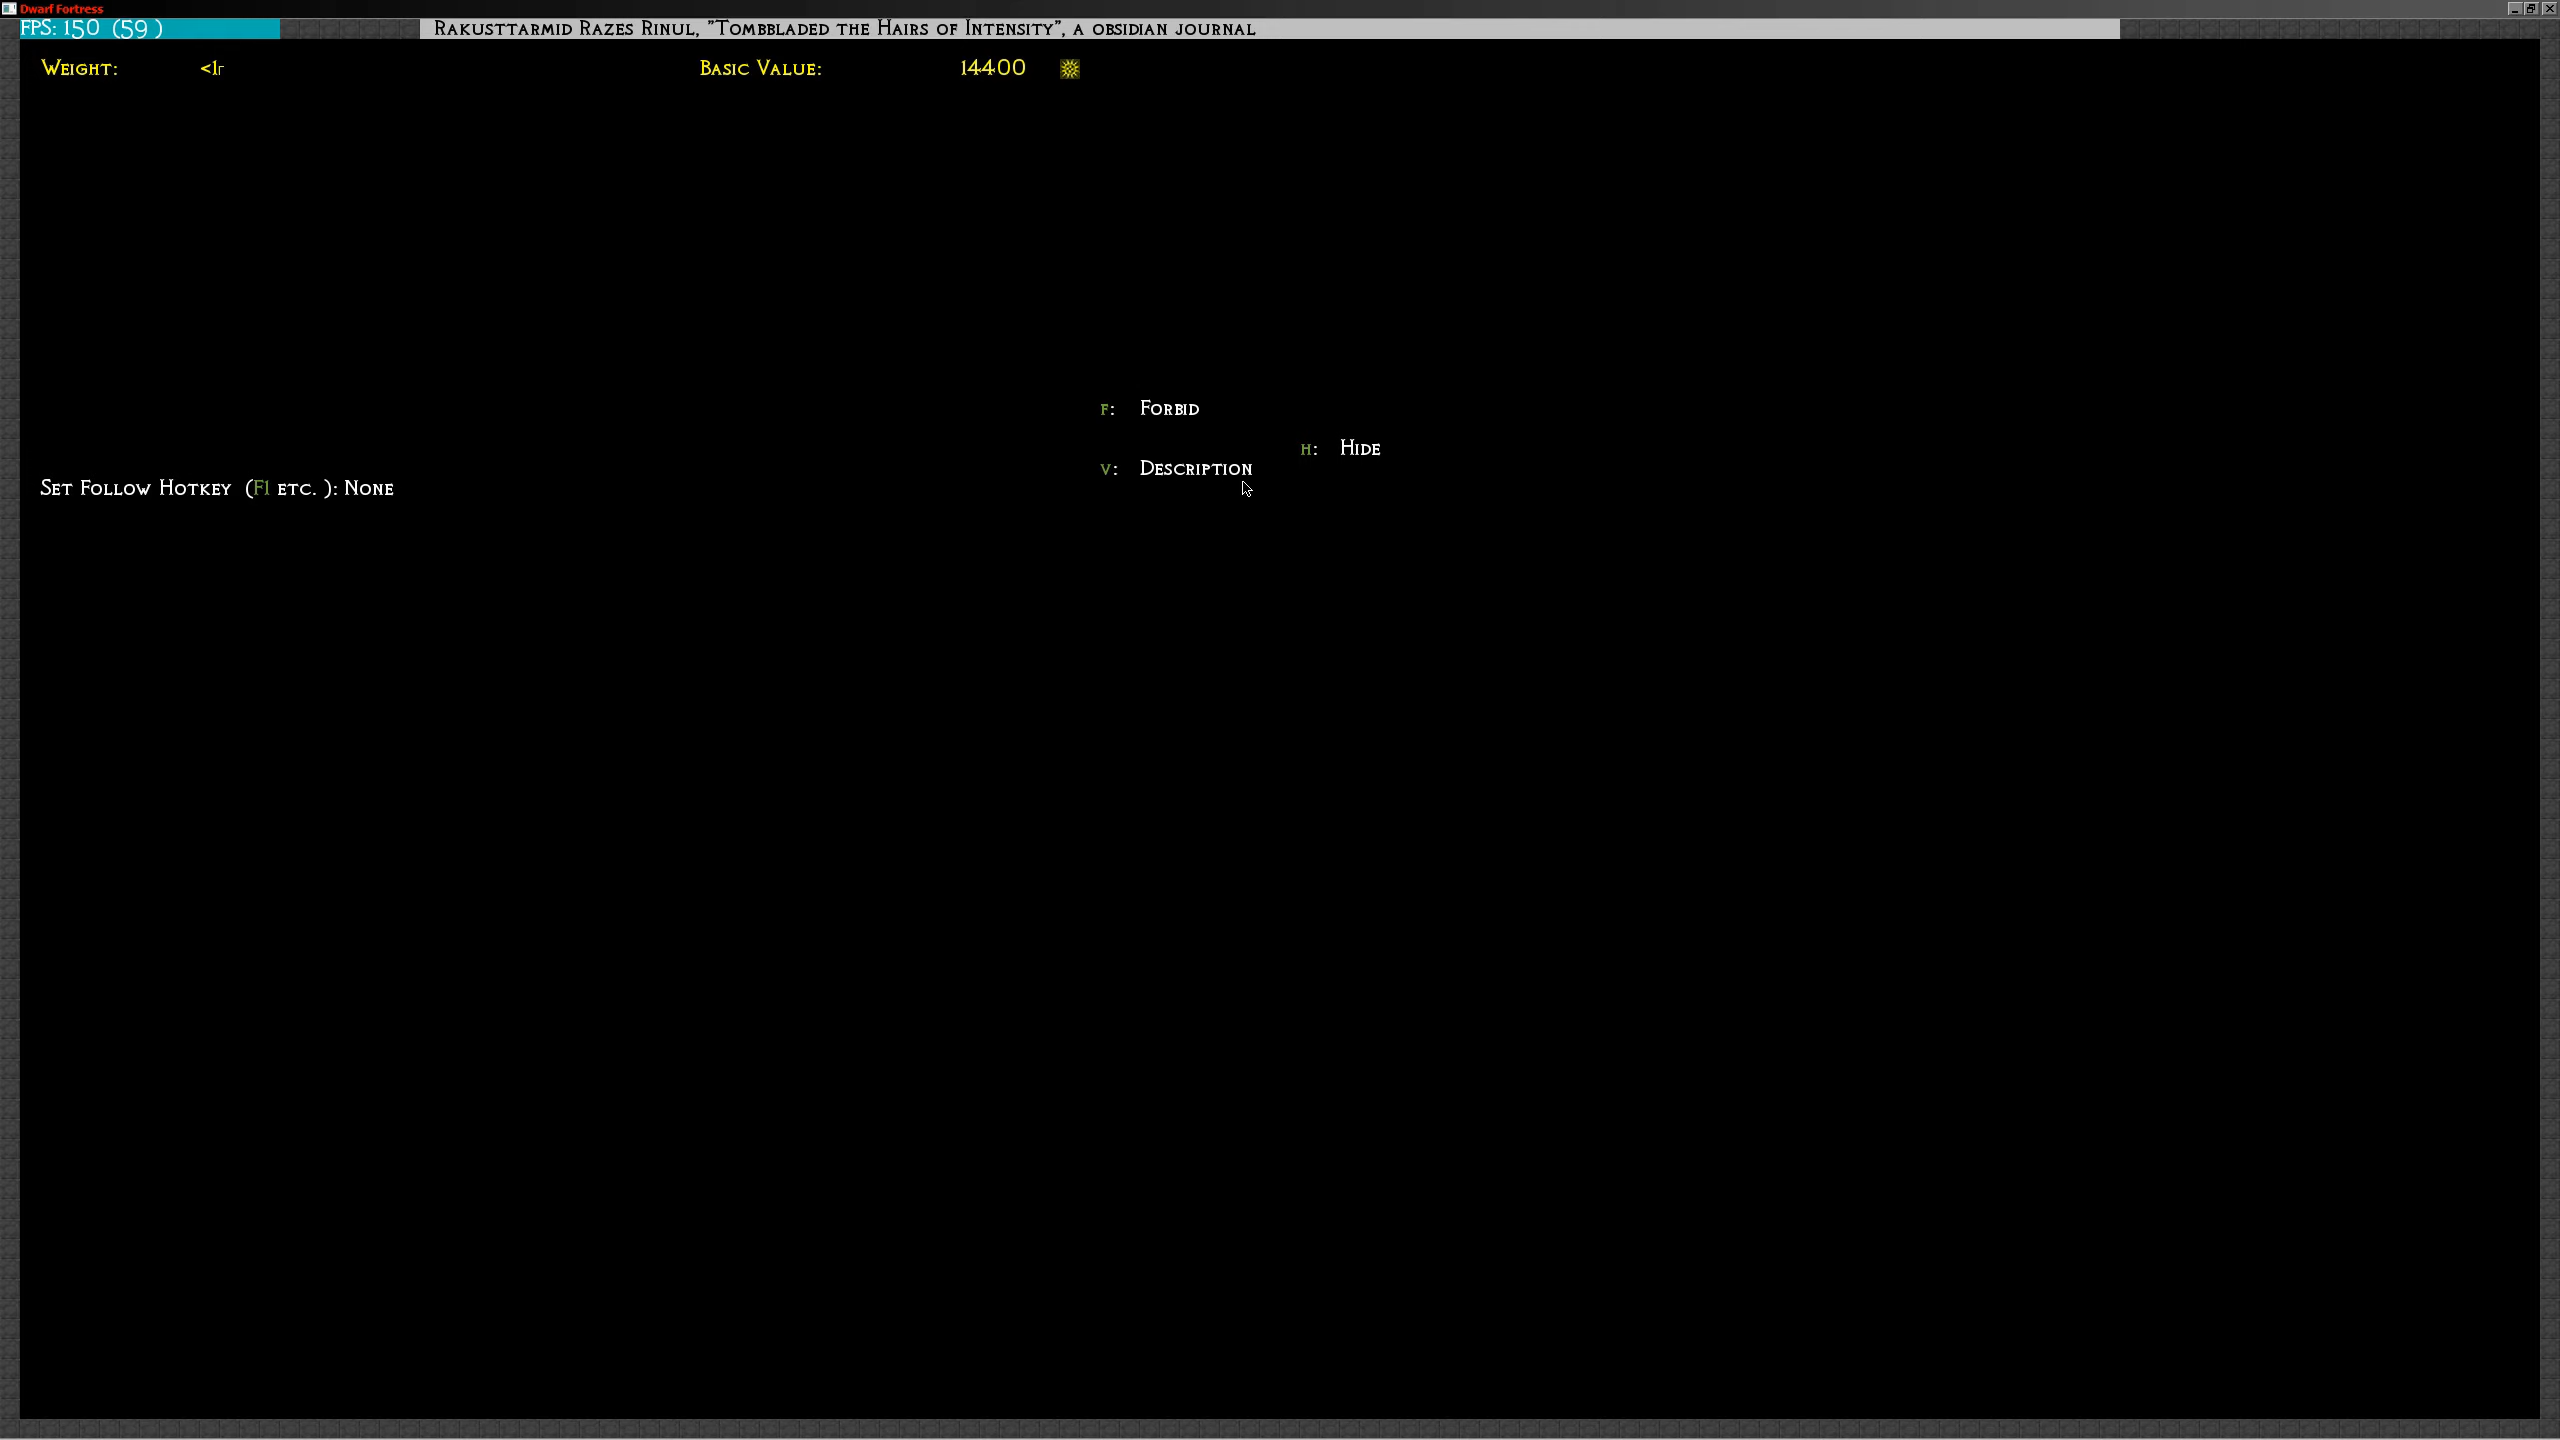 Dwarf Fortress
FPS: 150 (59 )
Rakusttarmid Razes Rinul, "Tombbladed the Hairs of Intensity", a obsidian journal
Weight: <1Γ Basic Value: 14400 ☼
F: Forbid
H: Hide
V: Description
Set Follow Hotkey (F1 etc. ): None